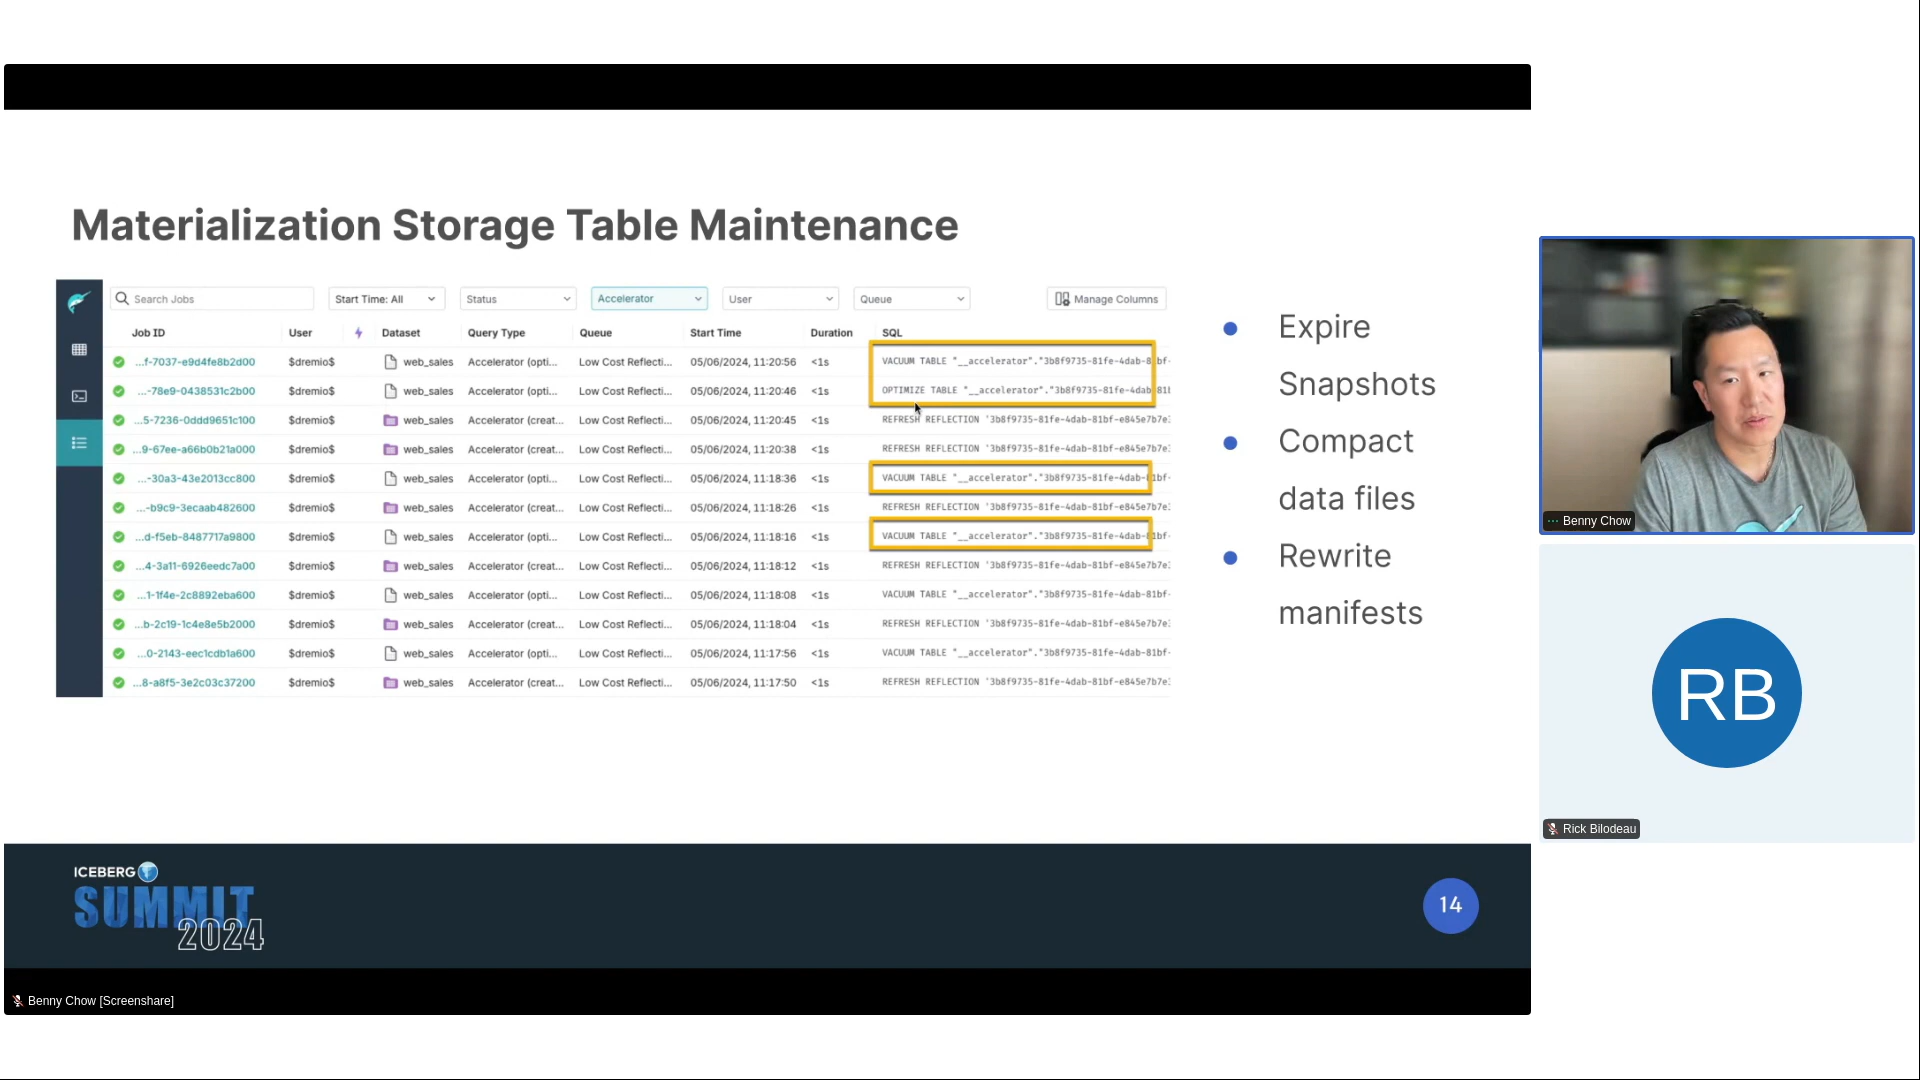 Materialization Storage Table Maintenance
Search Jobs
Start Time: All
Status
Accelerator
User
Queue
Manage Columns
Job ID User Dataset Query Type Queue Start Time Duration SQL
...f-7037-e9d4fe8b2d00 $dremio$ web_sales Accelerator (opti... Low Cost Reflecti... 05/06/2024, 11:20:56 <1s VACUUM TABLE "__accelerator"."3b8f9735-81fe-4dab-81bf-
...-78e9-0438531c2b00 $dremio$ web_sales Accelerator (opti... Low Cost Reflecti... 05/06/2024, 11:20:46 <1s OPTIMIZE TABLE "__accelerator"."3b8f9735-81fe-4dab-81
...5-7236-0ddd9651c100 $dremio$ web_sales Accelerator (creat... Low Cost Reflecti... 05/06/2024, 11:20:45 <1s REFRESH REFLECTION '3b8f9735-81fe-4dab-81bf-e845e7b7e
...9-67ee-a66b0b21a000 $dremio$ web_sales Accelerator (creat... Low Cost Reflecti... 05/06/2024, 11:20:38 <1s REFRESH REFLECTION '3b8f9735-81fe-4dab-81bf-e845e7b7e
...-30a3-43e2013cc800 $dremio$ web_sales Accelerator (opti... Low Cost Reflecti... 05/06/2024, 11:18:36 <1s VACUUM TABLE "__accelerator"."3b8f9735-81fe-4dab-81bf-
...-b9c9-3ecaab482600 $dremio$ web_sales Accelerator (creat... Low Cost Reflecti... 05/06/2024, 11:18:26 <1s REFRESH REFLECTION '3b8f9735-81fe-4dab-81bf-e845e7b7e
...d-f5eb-8487717a9800 $dremio$ web_sales Accelerator (opti... Low Cost Reflecti... 05/06/2024, 11:18:16 <1s VACUUM TABLE "__accelerator"."3b8f9735-81fe-4dab-81bf-
...4-3a11-6926eedc7a00 $dremio$ web_sales Accelerator (creat... Low Cost Reflecti... 05/06/2024, 11:18:12 <1s REFRESH REFLECTION '3b8f9735-81fe-4dab-81bf-e845e7b7e
...1-1f4e-2c8892eba600 $dremio$ web_sales Accelerator (opti... Low Cost Reflecti... 05/06/2024, 11:18:08 <1s VACUUM TABLE "__accelerator"."3b8f9735-81fe-4dab-81bf-
...b-2c19-1c4e8e5b2000 $dremio$ web_sales Accelerator (creat... Low Cost Reflecti... 05/06/2024, 11:18:04 <1s REFRESH REFLECTION '3b8f9735-81fe-4dab-81bf-e845e7b7e
...0-2143-eec1cdb1a600 $dremio$ web_sales Accelerator (opti... Low Cost Reflecti... 05/06/2024, 11:17:56 <1s VACUUM TABLE "__accelerator"."3b8f9735-81fe-4dab-81bf-
...8-a8f5-3e2c03c37200 $dremio$ web_sales Accelerator (creat... Low Cost Reflecti... 05/06/2024, 11:17:50 <1s REFRESH REFLECTION '3b8f9735-81fe-4dab-81bf-e845e7b7e
Expire
Snapshots
Compact
data files
Rewrite
manifests
ICEBERG
SUMMIT
2024
14
Benny Chow [Screenshare]
Benny Chow
RB
Rick Bilodeau